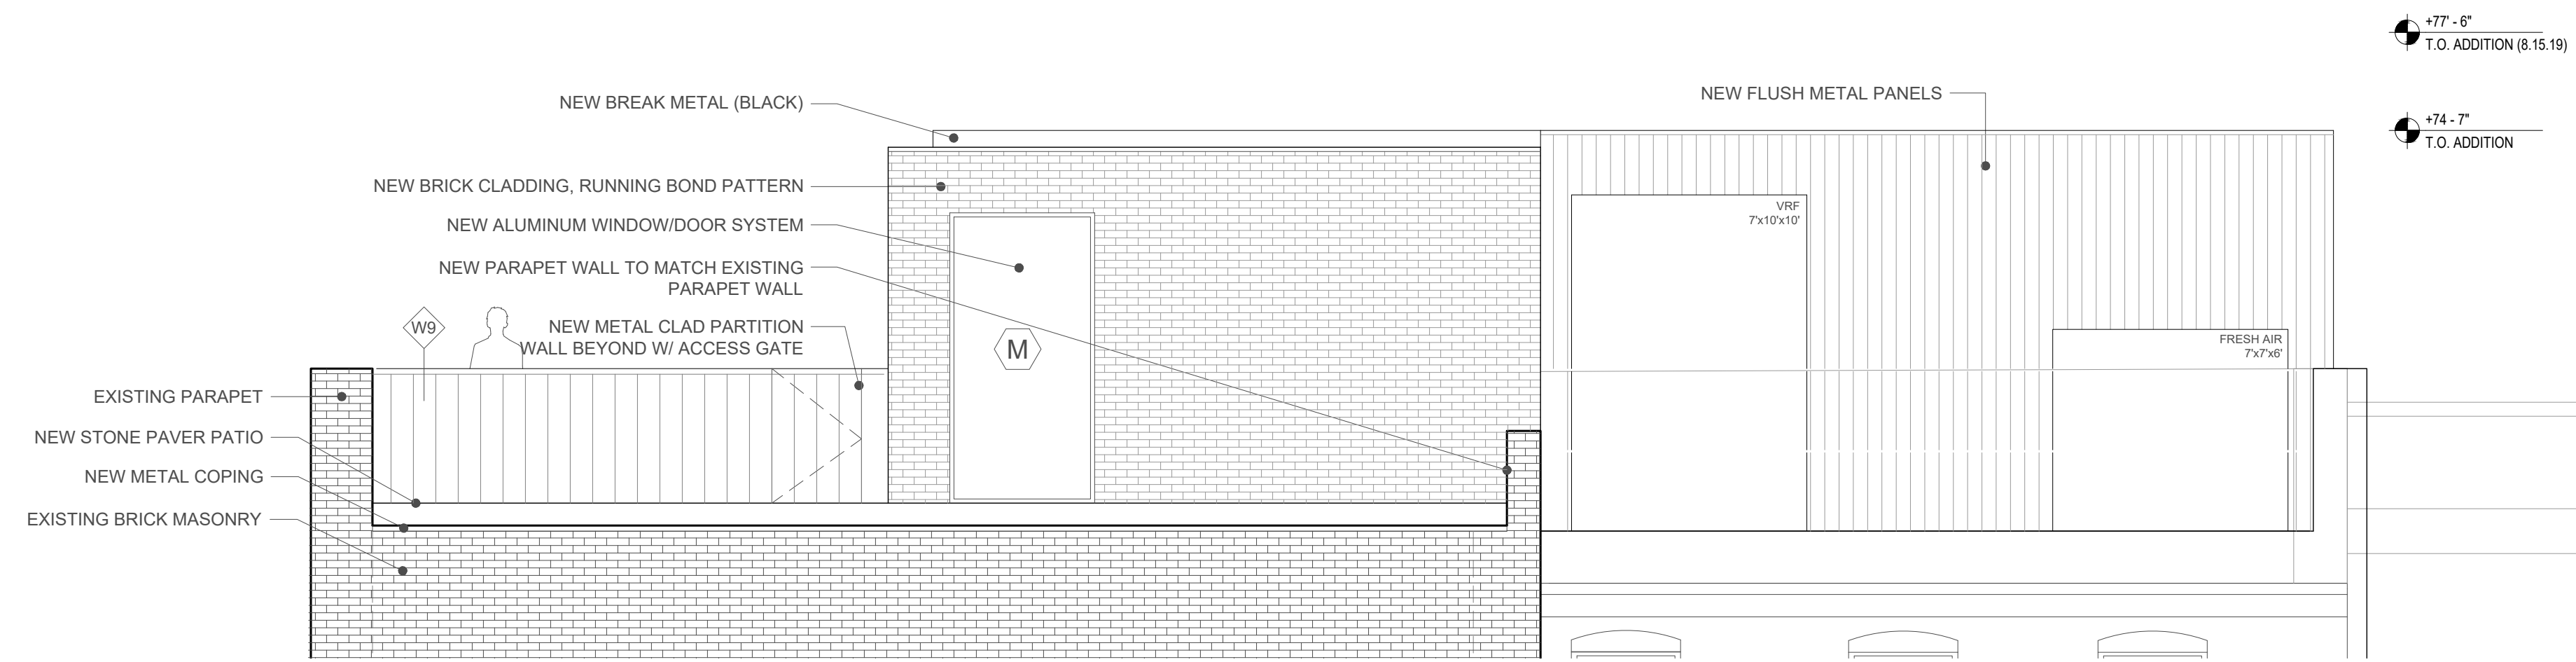 +77' - 6"
T.O. ADDITION (8.15.19)
NEW FLUSH METAL PANELS
NEW BREAK METAL (BLACK)
+74 - 7"
T.O. ADDITION
NEW BRICK CLADDING, RUNNING BOND PATTERN
VRF
7'x10'x10'
NEW ALUMINUM WINDOW/DOOR SYSTEM
NEW PARAPET WALL TO MATCH EXISTING
PARAPET WALL
W9
NEW METAL CLAD PARTITION
WALL BEYOND W/ ACCESS GATE
M
FRESH AIR
7'x7'x6'
EXISTING PARAPET
NEW STONE PAVER PATIO
NEW METAL COPING
EXISTING BRICK MASONRY